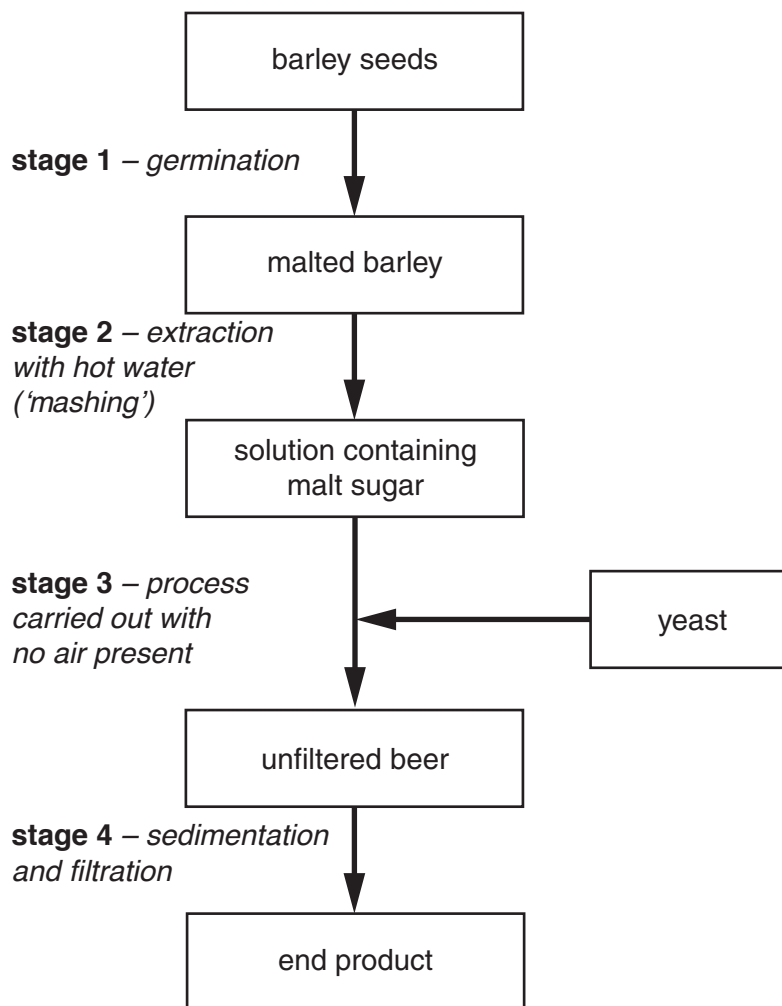 barley seeds
stage 1 – germination
malted barley
stage 2 – extraction
with hot water
(‘mashing’)
solution containing
malt sugar
stage 3 – process
carried out with
no air present
yeast
unfiltered beer
stage 4 – sedimentation
and filtration
end product